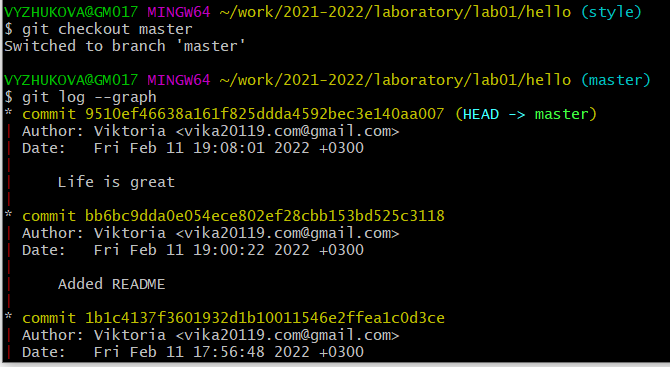 VYZHUKOVA@GM017 MINGW64 ~/work/2021-2022/laboratory/lab01/hello (style)
$ git checkout master
Switched to branch 'master'
VYZHUKOVA@GM017 MINGW64 ~/work/2021-2022/laboratory/lab01/hello (master)
$ git log --graph
* commit 9510ef46638a161f825ddda4592bec3e140aa007 (HEAD -> master)
| Author: Viktoria <vika20119.com@gmail.com>
| Date:   Fri Feb 11 19:08:01 2022 +0300
|
|     Life is great
|
* commit bb6bc9dda0e054ece802ef28cbb153bd525c3118
| Author: Viktoria <vika20119.com@gmail.com>
| Date:   Fri Feb 11 19:00:22 2022 +0300
|
|     Added README
|
* commit 1b1c4137f3601932d1b10011546e2ffea1c0d3ce
| Author: Viktoria <vika20119.com@gmail.com>
| Date:   Fri Feb 11 17:56:48 2022 +0300